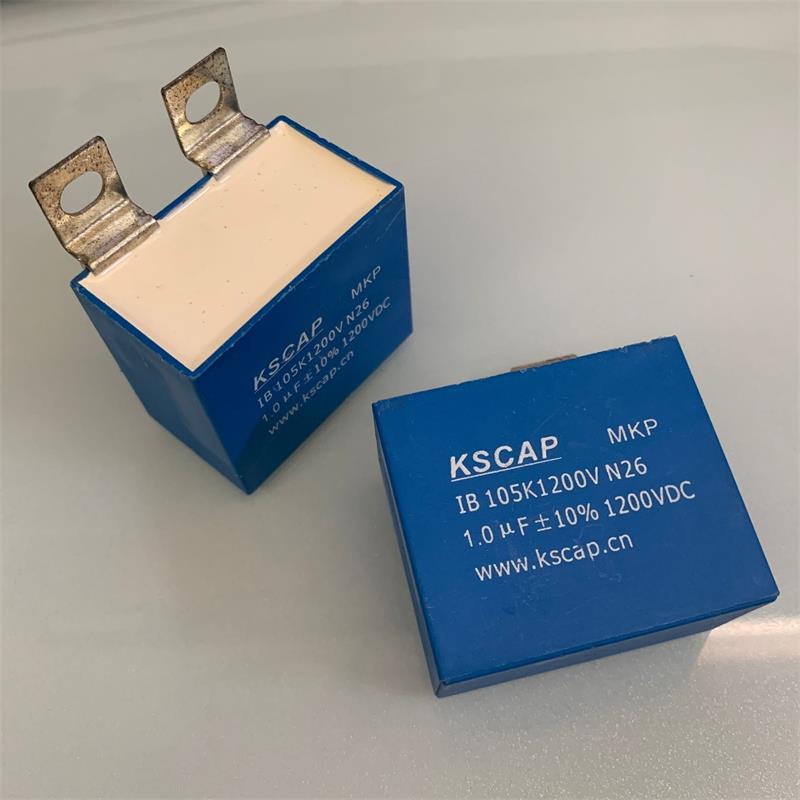 KSCAP MKP
IB 105K1200V N26
1.0 μF ± 10% 1200VDC
www.kscap.cn
KSCAP MKP
IB 105K1200V N26
1.0 μF ± 10% 1200VDC
www.kscap.cn